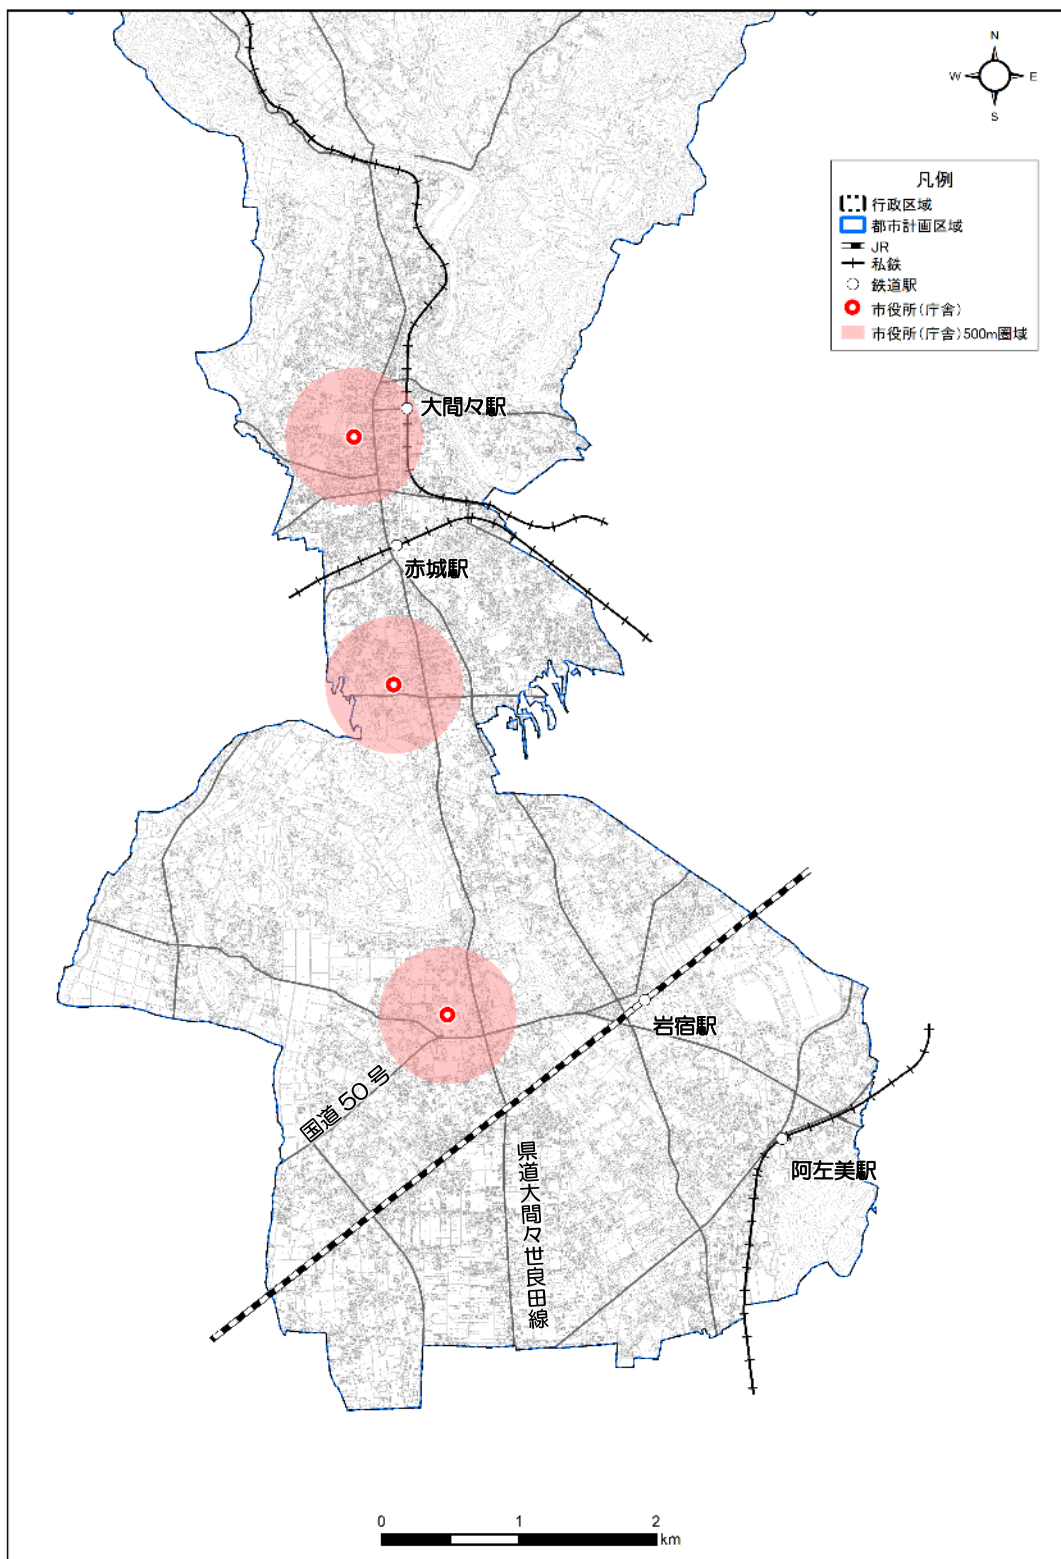 N
W E
S
凡例
行政区域
都市計画区域
JR
私鉄
鉄道駅
市役所(庁舎)
市役所(庁舎)500m圏域
大間々駅
赤城駅
岩宿駅
国道50号
阿左美駅
県道大間々世良田線
0 1 2
km